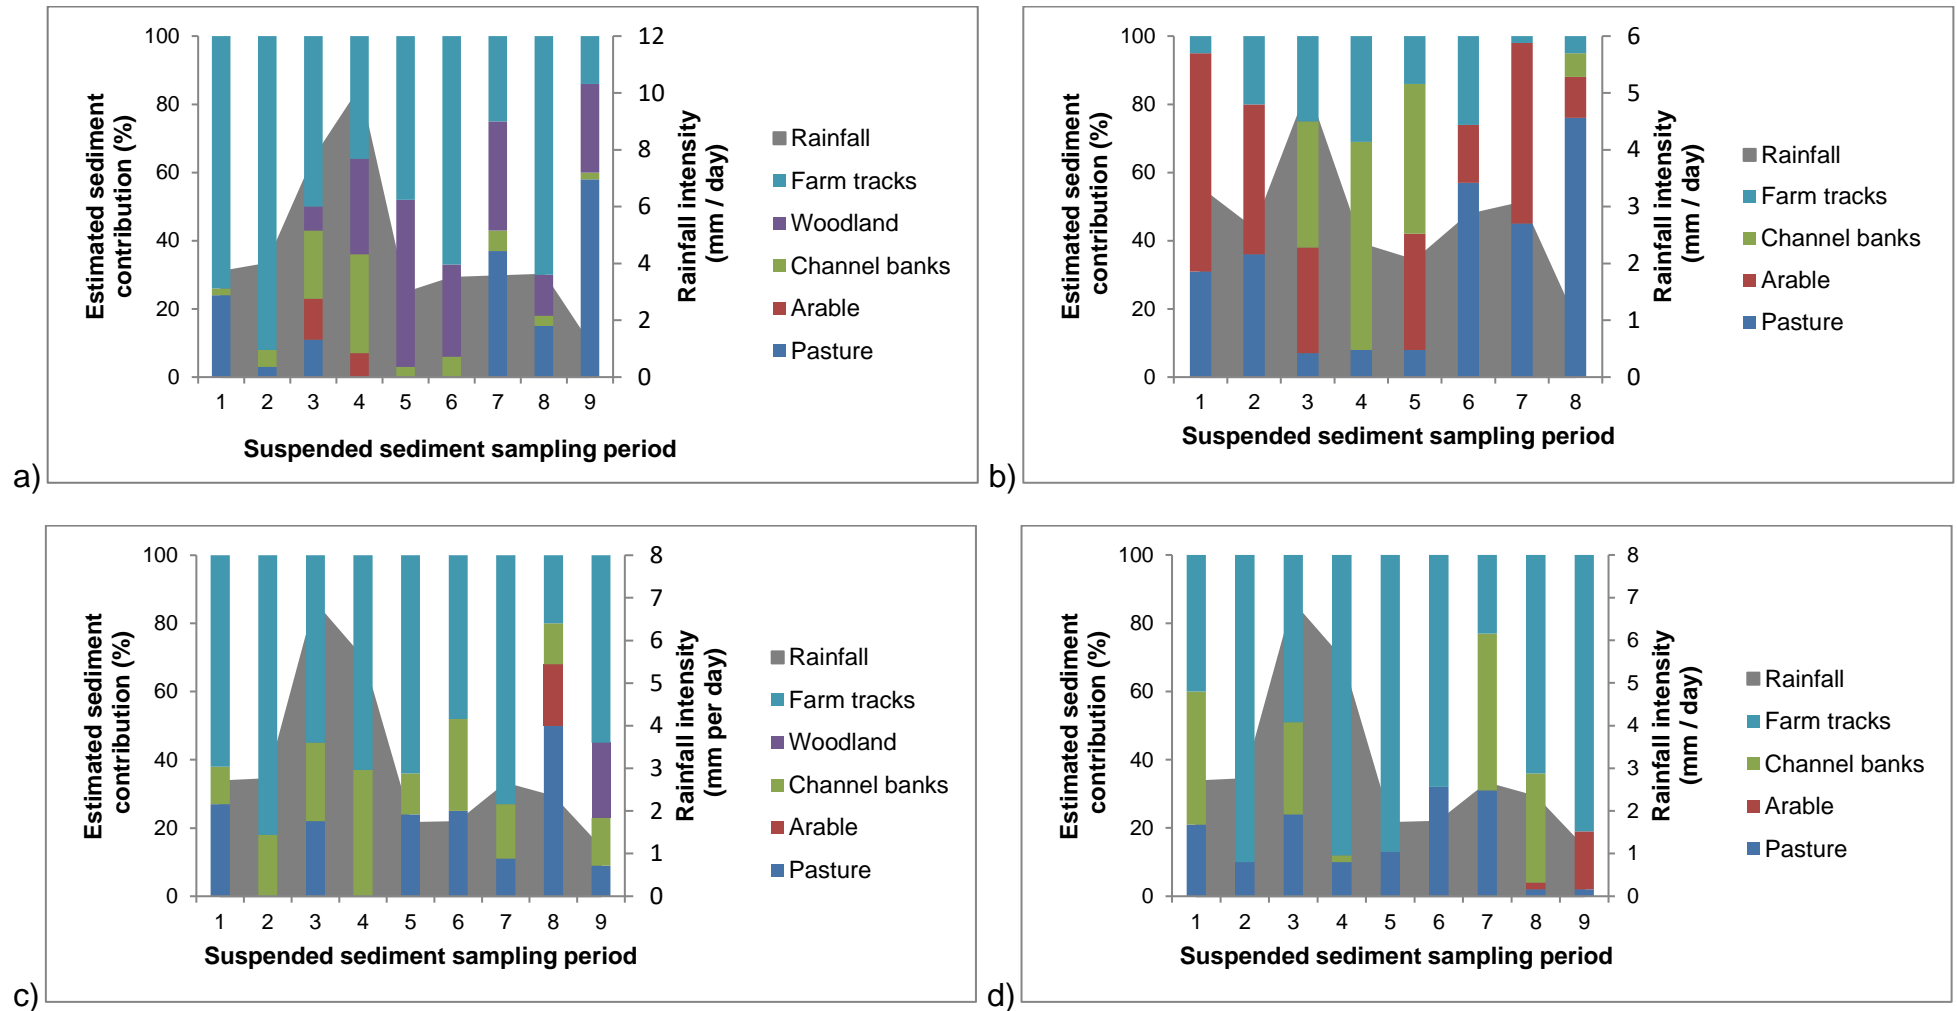 100
80
60
40
20
0
Estimated sediment
contribution (%)
12
10
8
6
4
2
0
Rainfall intensity
(mm / day)
1 2 3 4 5 6 7 8 9
Suspended sediment sampling period
Rainfall
Farm tracks
Woodland
Channel banks
Arable
Pasture
a)
100
80
60
40
20
0
Estimated sediment
contribution (%)
6
5
4
3
2
1
0
Rainfall intensity
(mm / day)
1 2 3 4 5 6 7 8
Suspended sediment sampling period
Rainfall
Farm tracks
Channel banks
Arable
Pasture
b)
100
80
60
40
20
0
Estimated sediment
contribution (%)
8
7
6
5
4
3
2
1
0
Rainfall intensity
(mm per day)
1 2 3 4 5 6 7 8 9
Suspended sediment sampling period
Rainfall
Farm tracks
Woodland
Channel banks
Arable
Pasture
c)
100
80
60
40
20
0
Estimated sediment
contribution (%)
8
7
6
5
4
3
2
1
0
Rainfall intensity
(mm / day)
1 2 3 4 5 6 7 8 9
Suspended sediment sampling period
Rainfall
Farm tracks
Channel banks
Arable
Pasture
d)